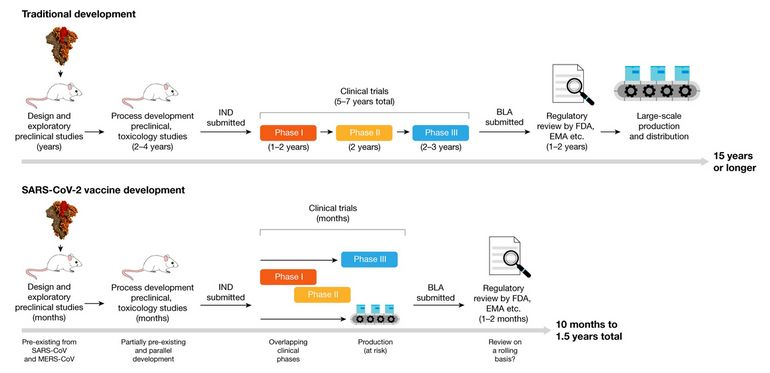 Traditional development
Design and
exploratory
preclinical studies
(years)
Process development
preclinical,
toxicology studies
(2–4 years)
IND
submitted
Clinical trials
(5–7 years total)
Phase I
(1–2 years)
Phase II
(2 years)
Phase III
(2–3 years)
BLA
submitted
Regulatory
review by FDA,
EMA etc.
(1–2 years)
Large-scale
production
and distribution
15 years
or longer
SARS-CoV-2 vaccine development
Design and
exploratory
preclinical studies
(months)
Process development
preclinical,
toxicology studies
(months)
IND
submitted
Clinical trials
(months)
Phase III
Phase I
Phase II
BLA
submitted
Regulatory
review by FDA,
EMA etc.
(1–2 months)
10 months to
1.5 years total
Pre-existing from
SARS-CoV
and MERS-CoV
Partially pre-existing
and parallel
development
Overlapping
clinical
phases
Production
(at risk)
Review on
a rolling
basis?